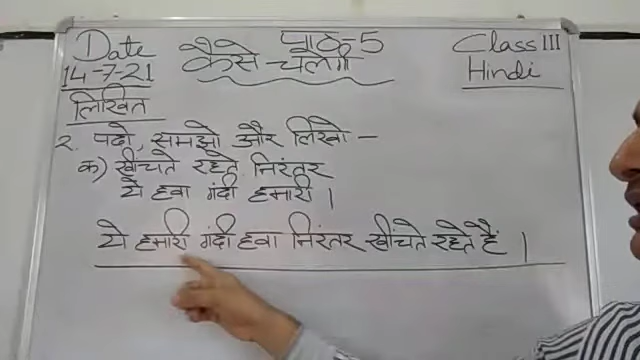 Date
14-7-21
पाठ-5
कैसे चलेगी
Class III
Hindi
लिखित
2. पढो, समझो और लिखो -
क) खींचते रहते निरंतर
ये हवा गंदी हमारी ।
ये हमारी गंदी हवा निरंतर खींचते रहते हैं ।